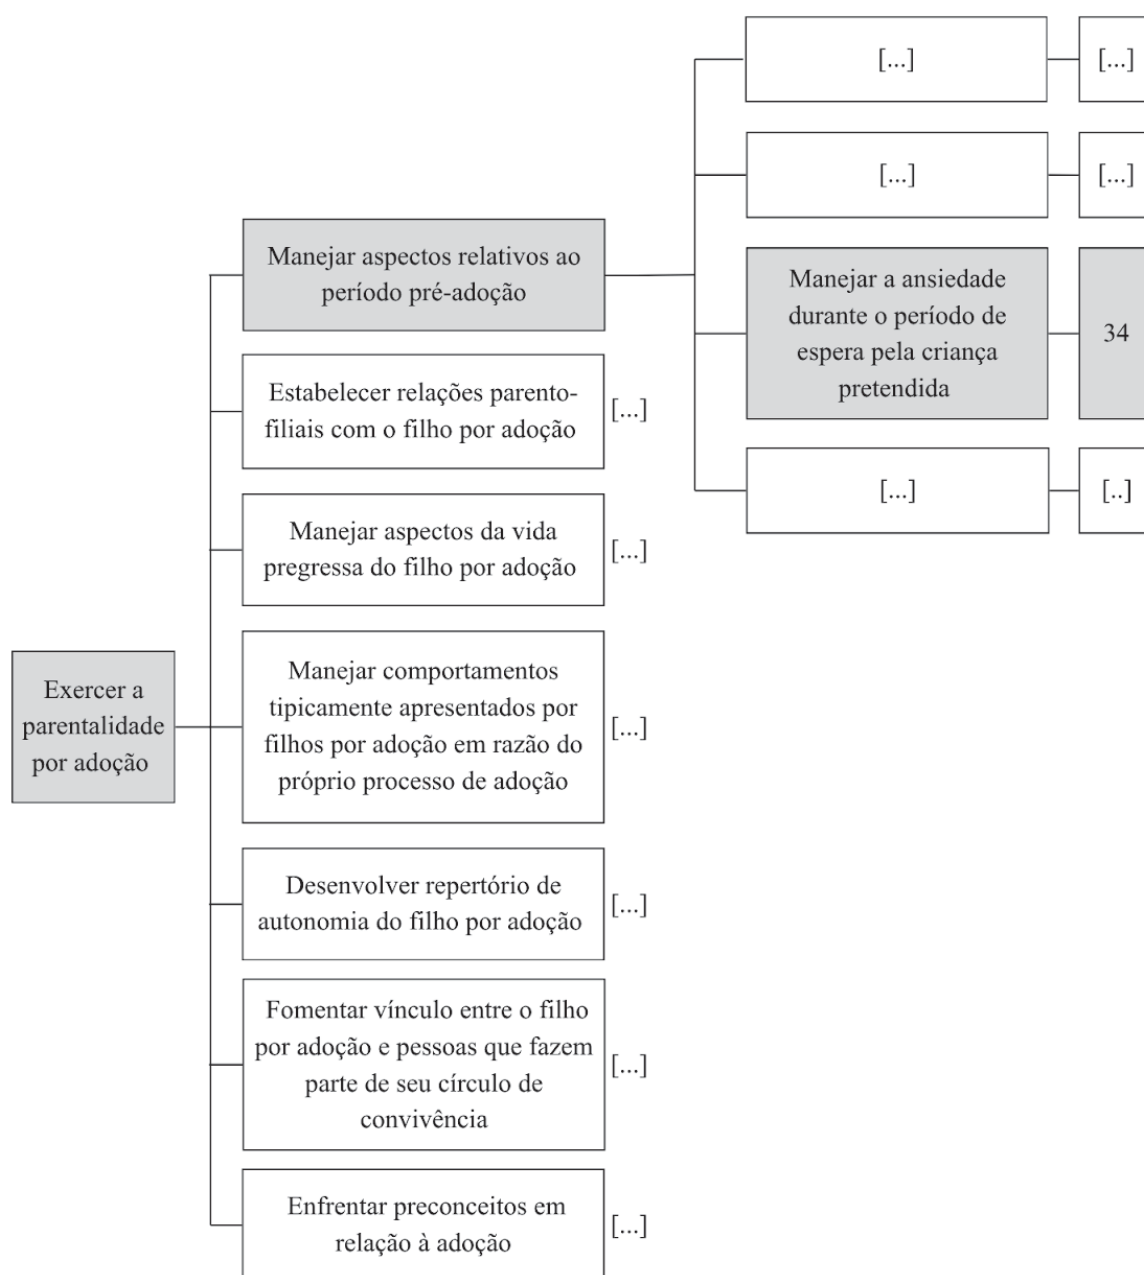 [...]
[...]
[...]
[...]
Manejar aspectos relativos ao
período pré-adoção
Manejar a ansiedade
durante o período de
espera pela criança
pretendida
34
[...]
[..]
Estabelecer relações parento-
filiais com o filho por adoção
[...]
Manejar aspectos da vida
pregressa do filho por adoção
[...]
Exercer a
parentalidade
por adoção
Manejar comportamentos
tipicamente apresentados por
filhos por adoção em razão do
próprio processo de adoção
[...]
Desenvolver repertório de
autonomia do filho por adoção
[...]
Fomentar vínculo entre o filho
por adoção e pessoas que fazem
parte de seu círculo de
convivência
[...]
Enfrentar preconceitos em
relação à adoção
[...]